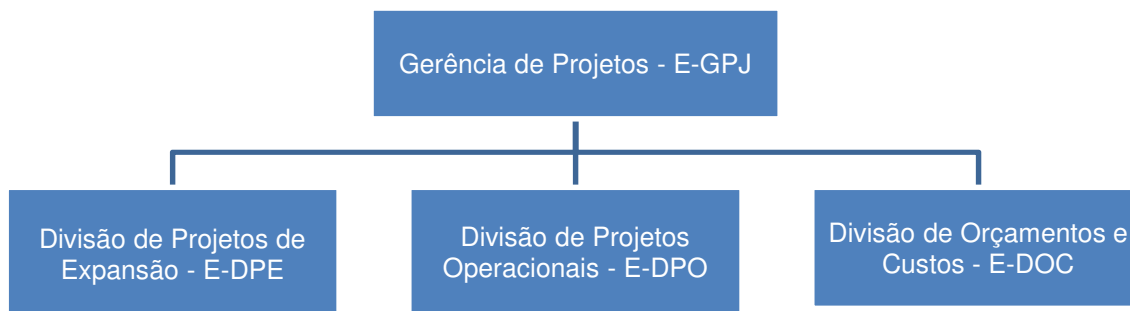 Gerência de Projetos - E-GPJ
Divisão de Projetos de
Expansão - E-DPE
Divisão de Projetos
Operacionais - E-DPO
Divisão de Orçamentos e
Custos - E-DOC